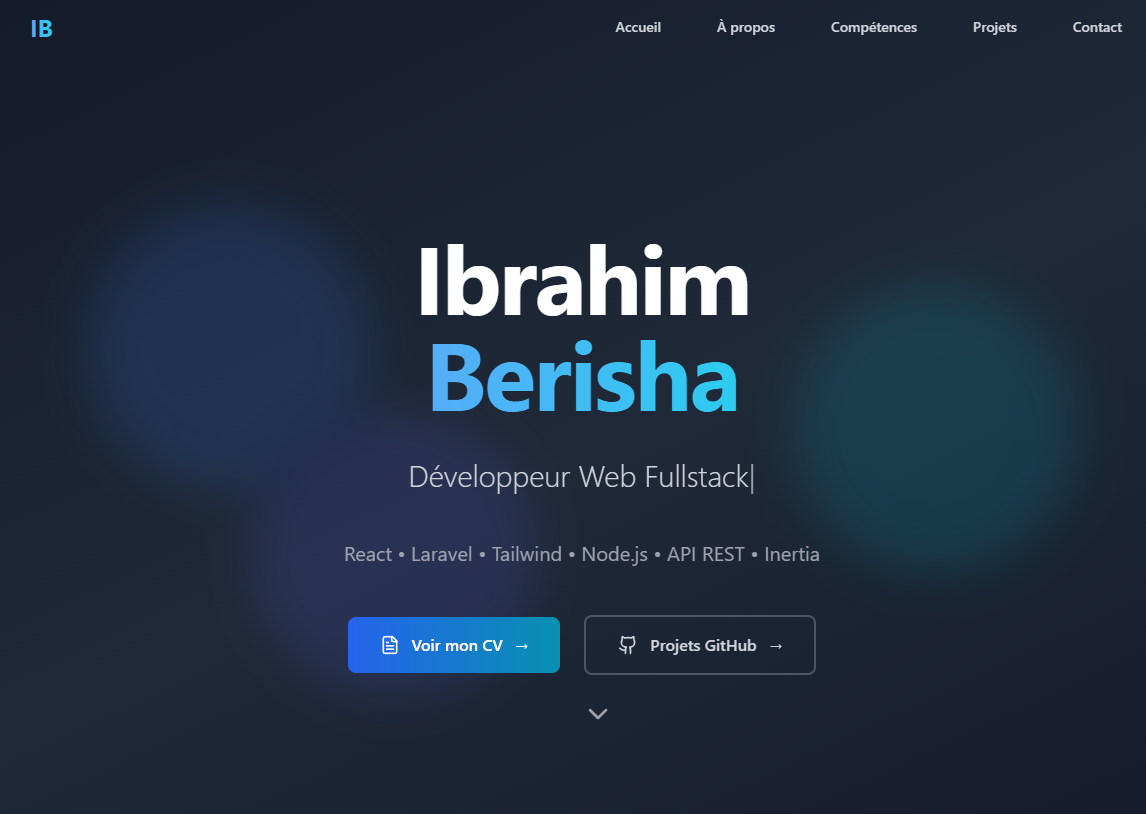 IB
Accueil À propos Compétences Projets Contact
Ibrahim
Berisha
Développeur Web Fullstack|
React • Laravel • Tailwind • Node.js • API REST • Inertia
Voir mon CV → Projets GitHub →